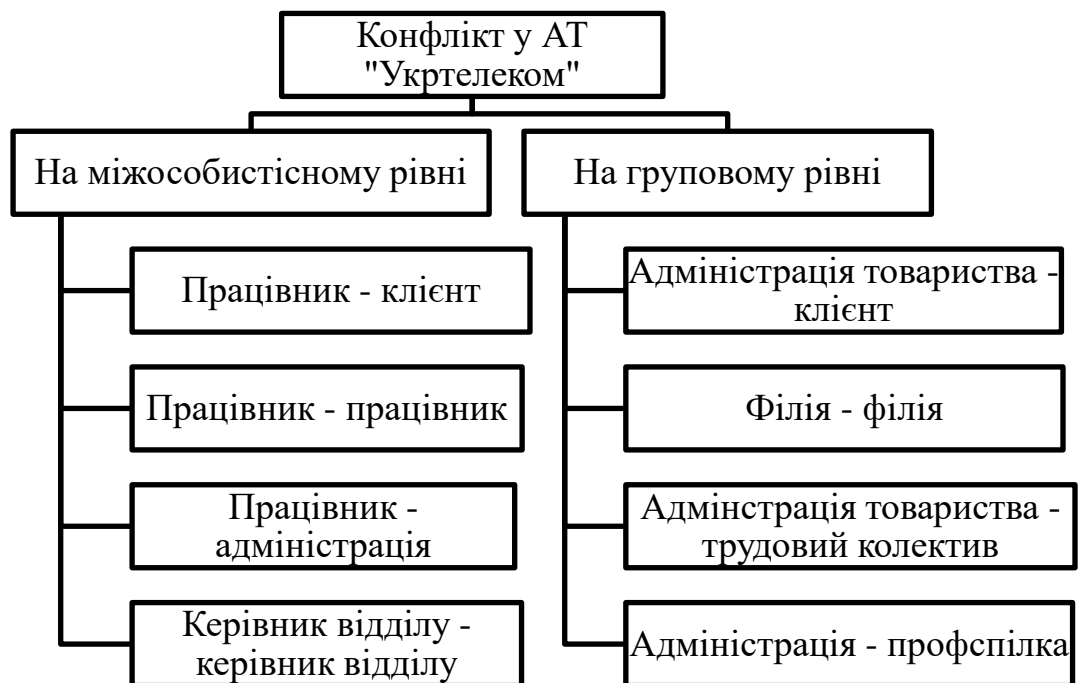 Конфлікт у АТ
"Укртелеком"
На міжособистісному рівні
Працівник - клієнт
Працівник - працівник
Працівник -
адміністрація
Керівник відділу -
керівник відділу
На груповому рівні
Адміністрація товариства -
клієнт
Філія - філія
Адмінстрація товариства -
трудовий колектив
Адміністрація - профспілка